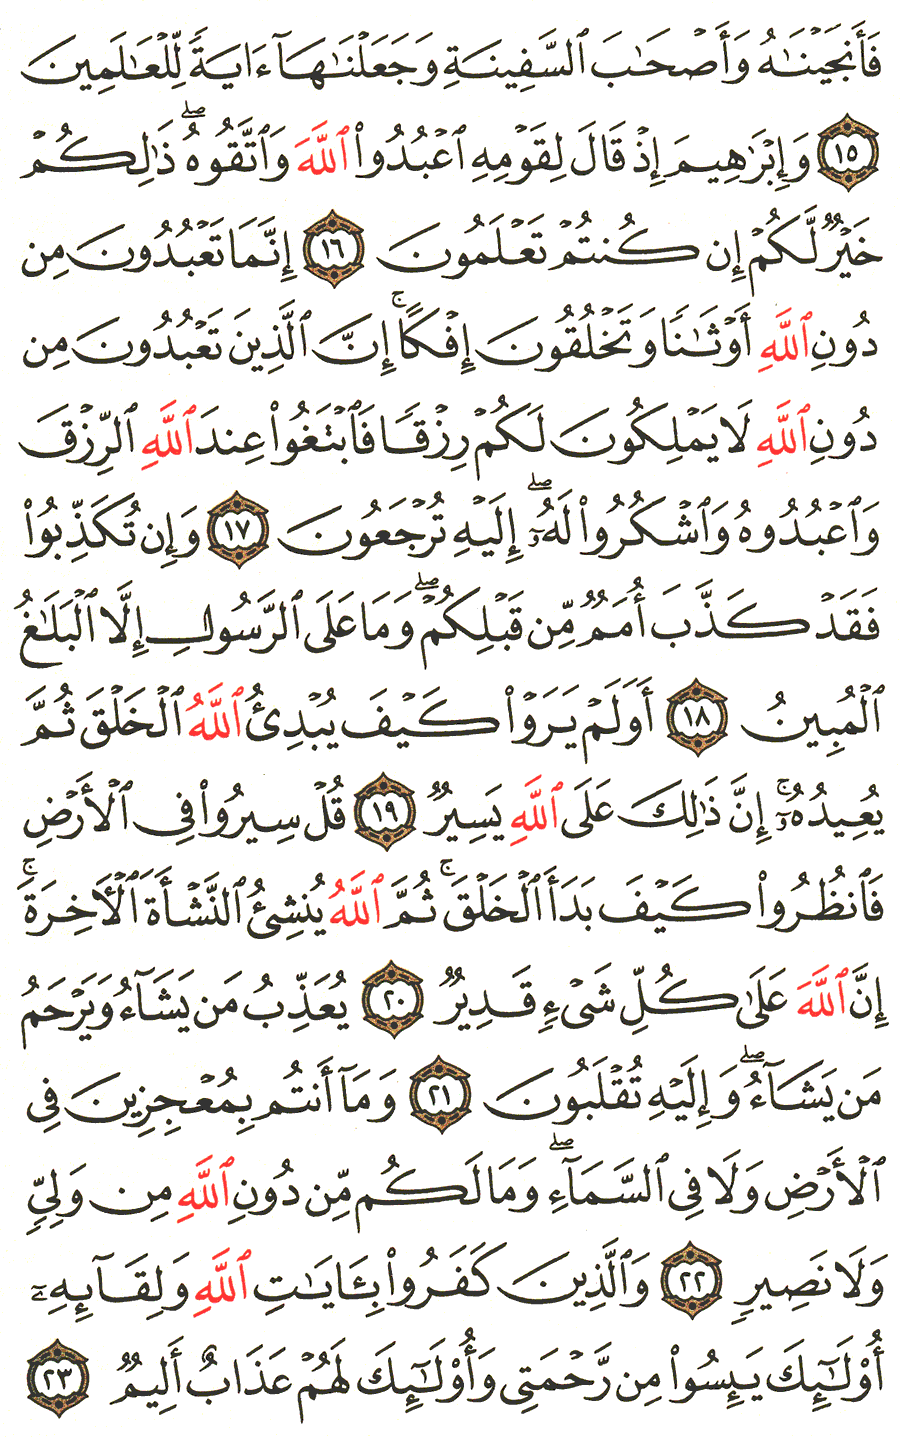 فَأَنجَيْنَـٰهُ وَأَصْحَـٰبَ ٱلسَّفِينَةِ وَجَعَلْنَـٰهَآ ءَايَةً لِّلْعَـٰلَمِينَ
١٥ وَإِبْرَٰهِيمَ إِذْ قَالَ لِقَوْمِهِ ٱعْبُدُوا۟ ٱللَّهَ وَٱتَّقُوهُ ۖ ذَٰلِكُمْ
خَيْرٌ لَّكُمْ إِن كُنتُمْ تَعْلَمُونَ ١٦ إِنَّمَا تَعْبُدُونَ مِن
دُونِ ٱللَّهِ أَوْثَـٰنًا وَتَخْلُقُونَ إِفْكًا ۚ إِنَّ ٱلَّذِينَ تَعْبُدُونَ مِن
دُونِ ٱللَّهِ لَا يَمْلِكُونَ لَكُمْ رِزْقًا فَٱبْتَغُوا۟ عِندَ ٱللَّهِ ٱلرِّزْقَ
وَٱعْبُدُوهُ وَٱشْكُرُوا۟ لَهُۥٓ ۖ إِلَيْهِ تُرْجَعُونَ ١٧ وَإِن تُكَذِّبُوا۟
فَقَدْ كَذَّبَ أُمَمٌ مِّن قَبْلِكُمْ ۖ وَمَا عَلَى ٱلرَّسُولِ إِلَّا ٱلْبَلَـٰغُ
ٱلْمُبِينُ ١٨ أَوَلَمْ يَرَوْا۟ كَيْفَ يُبْدِئُ ٱللَّهُ ٱلْخَلْقَ ثُمَّ
يُعِيدُهُۥٓ ۚ إِنَّ ذَٰلِكَ عَلَى ٱللَّهِ يَسِيرٌ ١٩ قُلْ سِيرُوا۟ فِى ٱلْأَرْضِ
فَٱنظُرُوا۟ كَيْفَ بَدَأَ ٱلْخَلْقَ ۚ ثُمَّ ٱللَّهُ يُنشِئُ ٱلنَّشْأَةَ ٱلْـَٔاخِرَةَ ۚ
إِنَّ ٱللَّهَ عَلَىٰ كُلِّ شَىْءٍ قَدِيرٌ ٢٠ يُعَذِّبُ مَن يَشَآءُ وَيَرْحَمُ
مَن يَشَآءُ ۖ وَإِلَيْهِ تُقْلَبُونَ ٢١ وَمَآ أَنتُم بِمُعْجِزِينَ فِى
ٱلْأَرْضِ وَلَا فِى ٱلسَّمَآءِ ۖ وَمَا لَكُم مِّن دُونِ ٱللَّهِ مِن وَلِىٍّ
وَلَا نَصِيرٍ ٢٢ وَٱلَّذِينَ كَفَرُوا۟ بِـَٔايَـٰتِ ٱللَّهِ وَلِقَآئِهِۦٓ
أُو۟لَـٰٓئِكَ يَئِسُوا۟ مِن رَّحْمَتِى وَأُو۟لَـٰٓئِكَ لَهُمْ عَذَابٌ أَلِيمٌ ٢٣